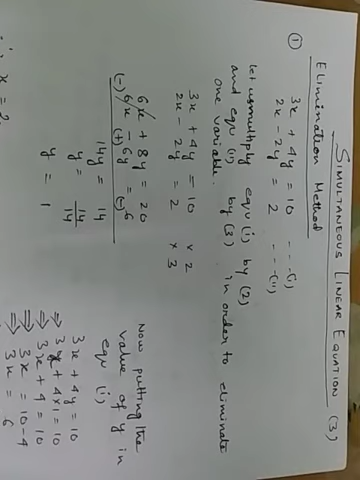 SIMULTANEOUS LINEAR EQUATION (3)
Elimination Method
① 3x + 4y = 10 ---(i)
2x - 2y = 2 ---(ii)
let us multiply equ (i) by (2)
and equ (ii) by (3) in order to eliminate
one variable.
3x + 4y = 10 × 2
2x - 2y = 2 × 3
6x + 8y = 20
(-) 6x - 6y = 6
(+) (-)
14y = 14
y = 14/14
y = 1
Now putting the
value of y in
equ (i)
3x + 4y = 10
⇒ 3x + 4×1 = 10
⇒ 3x + 4 = 10
⇒ 3x = 10-4
⇒ 3x = 6
∴ x = 2.